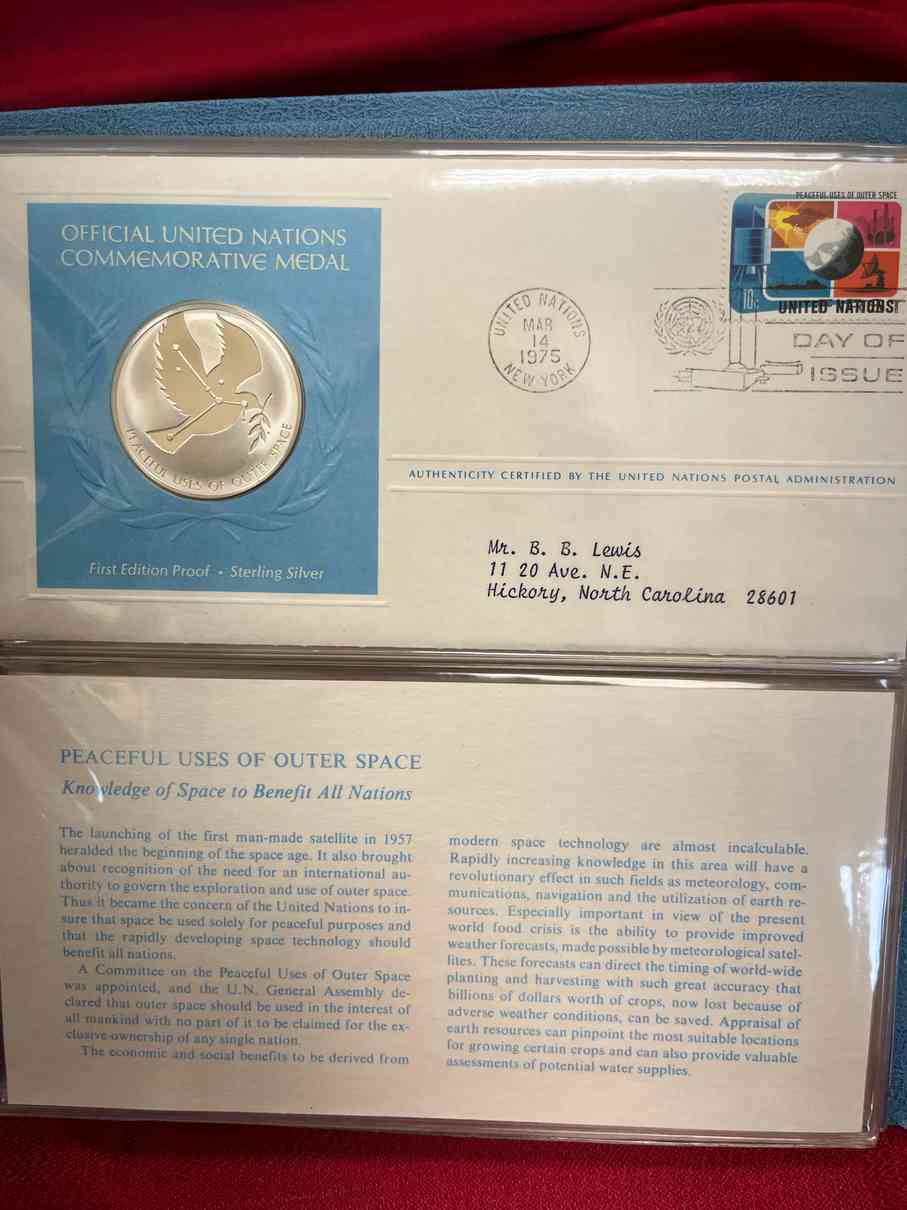 OFFICIAL UNITED NATIONS
COMMEMORATIVE MEDAL
PEACEFUL USES OF OUTER SPACE
First Edition Proof • Sterling Silver
PEACEFUL USES OF OUTER SPACE
10c
UNITED NATIONS
UNITED NATIONS
MAR
14
1975
NEW YORK
DAY OF
ISSUE
AUTHENTICITY CERTIFIED BY THE UNITED NATIONS POSTAL ADMINISTRATION
Mr. B. B. Lewis
11 20 Ave. N.E.
Hickory, North Carolina 28601
PEACEFUL USES OF OUTER SPACE
Knowledge of Space to Benefit All Nations
The launching of the first man-made satellite in 1957
heralded the beginning of the space age. It also brought
about recognition of the need for an international au-
thority to govern the exploration and use of outer space.
Thus it became the concern of the United Nations to in-
sure that space be used solely for peaceful purposes and
that the rapidly developing space technology should
benefit all nations.
A Committee on the Peaceful Uses of Outer Space
was appointed, and the U.N. General Assembly de-
clared that outer space should be used in the interest of
all mankind with no part of it to be claimed for the ex-
clusive ownership of any single nation.
The economic and social benefits to be derived from
modern space technology are almost incalculable.
Rapidly increasing knowledge in this area will have a
revolutionary effect in such fields as meteorology, com-
munications, navigation and the utilization of earth re-
sources. Especially important in view of the present
world food crisis is the ability to provide improved
weather forecasts, made possible by meteorological satel-
lites. These forecasts can direct the timing of world-wide
planting and harvesting with such great accuracy that
billions of dollars worth of crops, now lost because of
adverse weather conditions, can be saved. Appraisal of
earth resources can pinpoint the most suitable locations
for growing certain crops and can also provide valuable
assessments of potential water supplies.